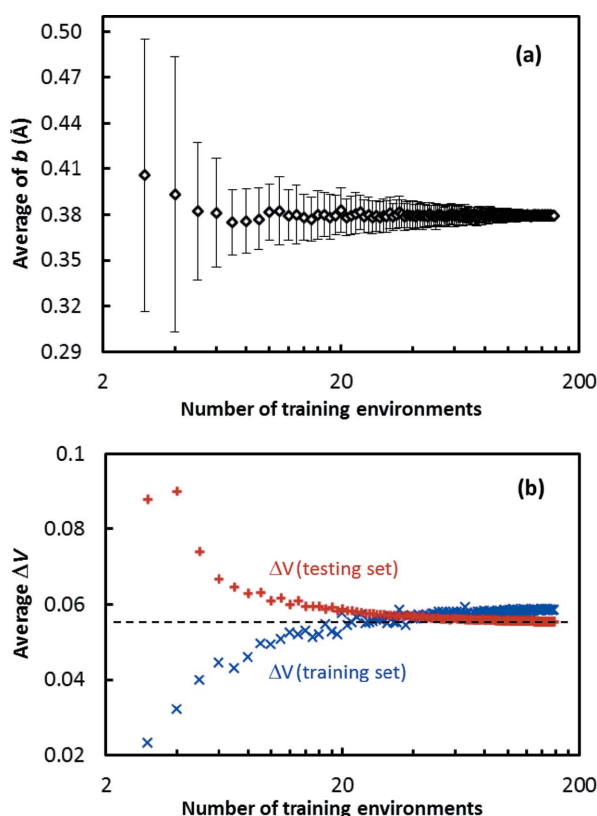 (a)
Average of b (Å)
0.50
0.47
0.44
0.41
0.38
0.35
0.32
0.29
2
20
200
Number of training environments
(b)
Average ΔV
0.1
0.08
0.06
0.04
0.02
ΔV (testing set)
ΔV (training set)
2
20
200
Number of training environments